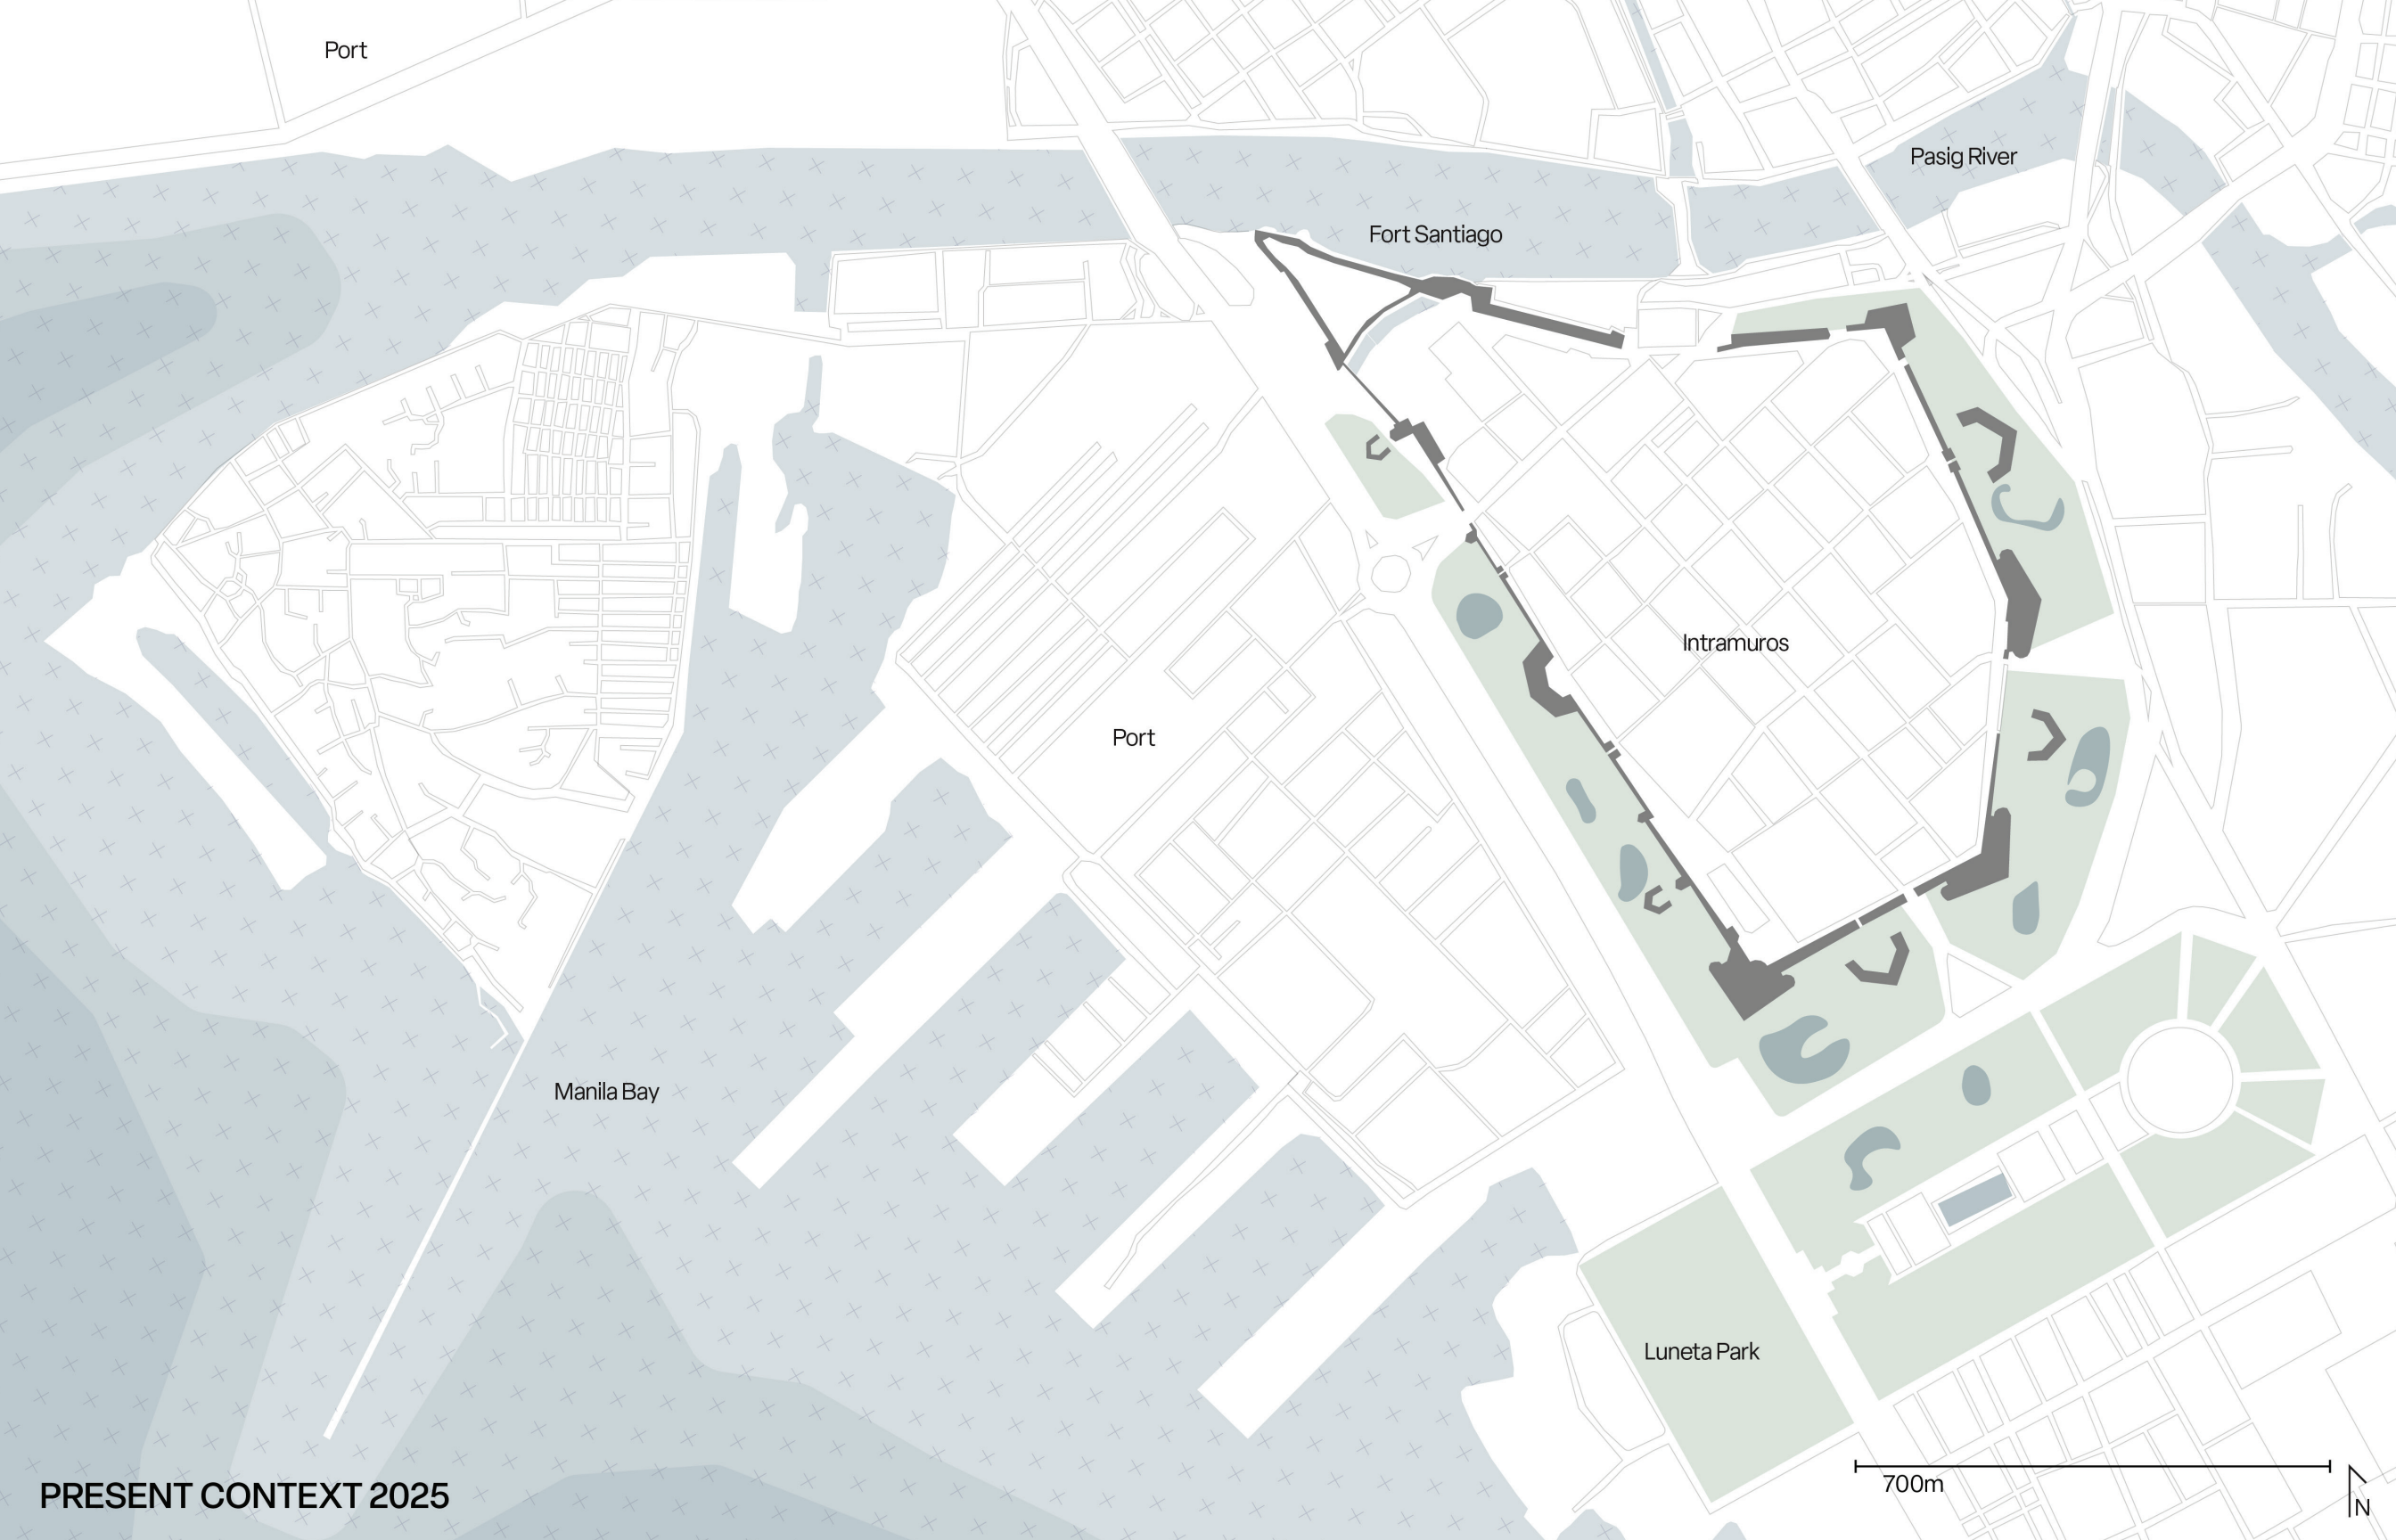 Port
Pasig River
Fort Santiago
Intramuros
Port
Manila Bay
Luneta Park
700m
N
PRESENT CONTEXT 2025